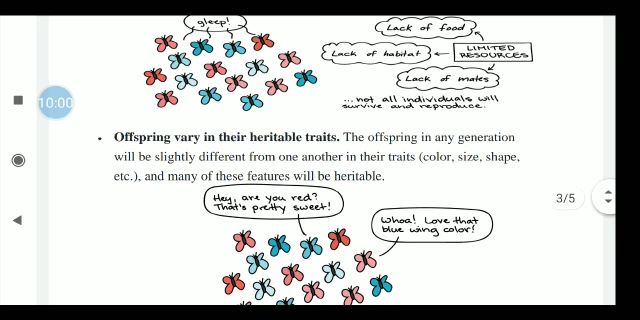 gleep!
Lack of food
Lack of habitat
LIMITED
RESOURCES
Lack of mates
...not all individuals will
survive and reproduce.
10:00
• Offspring vary in their heritable traits. The offspring in any generation
will be slightly different from one another in their traits (color, size, shape,
etc.), and many of these features will be heritable.
3/5
Hey, are you red?
That's pretty sweet!
Whoa! Love that
blue wing color!